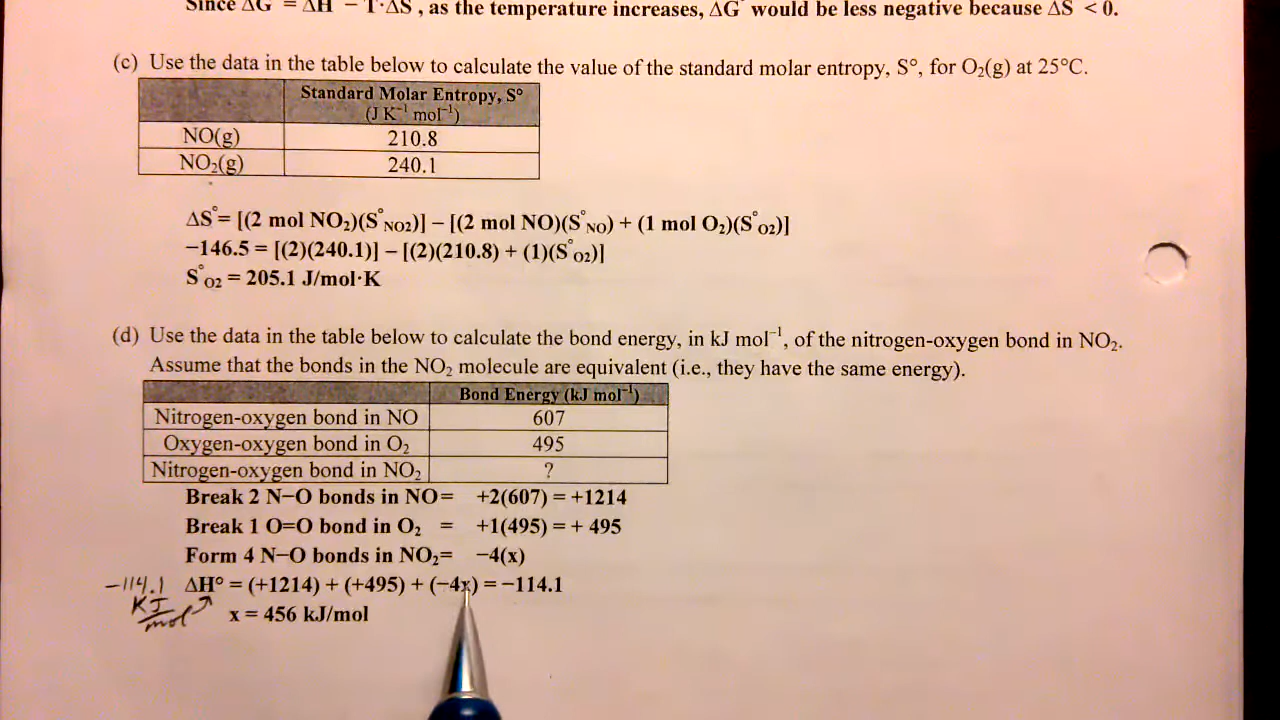 Since ΔG° = ΔH° − T·ΔS°, as the temperature increases, ΔG° would be less negative because ΔS° < 0.
(c) Use the data in the table below to calculate the value of the standard molar entropy, S°, for O₂(g) at 25°C.
Standard Molar Entropy, S°
(J K⁻¹ mol⁻¹)
NO(g) 210.8
NO₂(g) 240.1
ΔS° = [(2 mol NO₂)(S°NO2)] − [(2 mol NO)(S°NO) + (1 mol O₂)(S°O2)]
−146.5 = [(2)(240.1)] − [(2)(210.8) + (1)(S°O2)]
S°O2 = 205.1 J/mol·K
(d) Use the data in the table below to calculate the bond energy, in kJ mol⁻¹, of the nitrogen-oxygen bond in NO₂.
Assume that the bonds in the NO₂ molecule are equivalent (i.e., they have the same energy).
Bond Energy (kJ mol⁻¹)
Nitrogen-oxygen bond in NO 607
Oxygen-oxygen bond in O₂ 495
Nitrogen-oxygen bond in NO₂ ?
Break 2 N−O bonds in NO= +2(607) = +1214
Break 1 O=O bond in O₂ = +1(495) = + 495
Form 4 N−O bonds in NO₂= −4(x)
−114.1 ΔH° = (+1214) + (+495) + (−4x) = −114.1
KJ
mol x = 456 kJ/mol